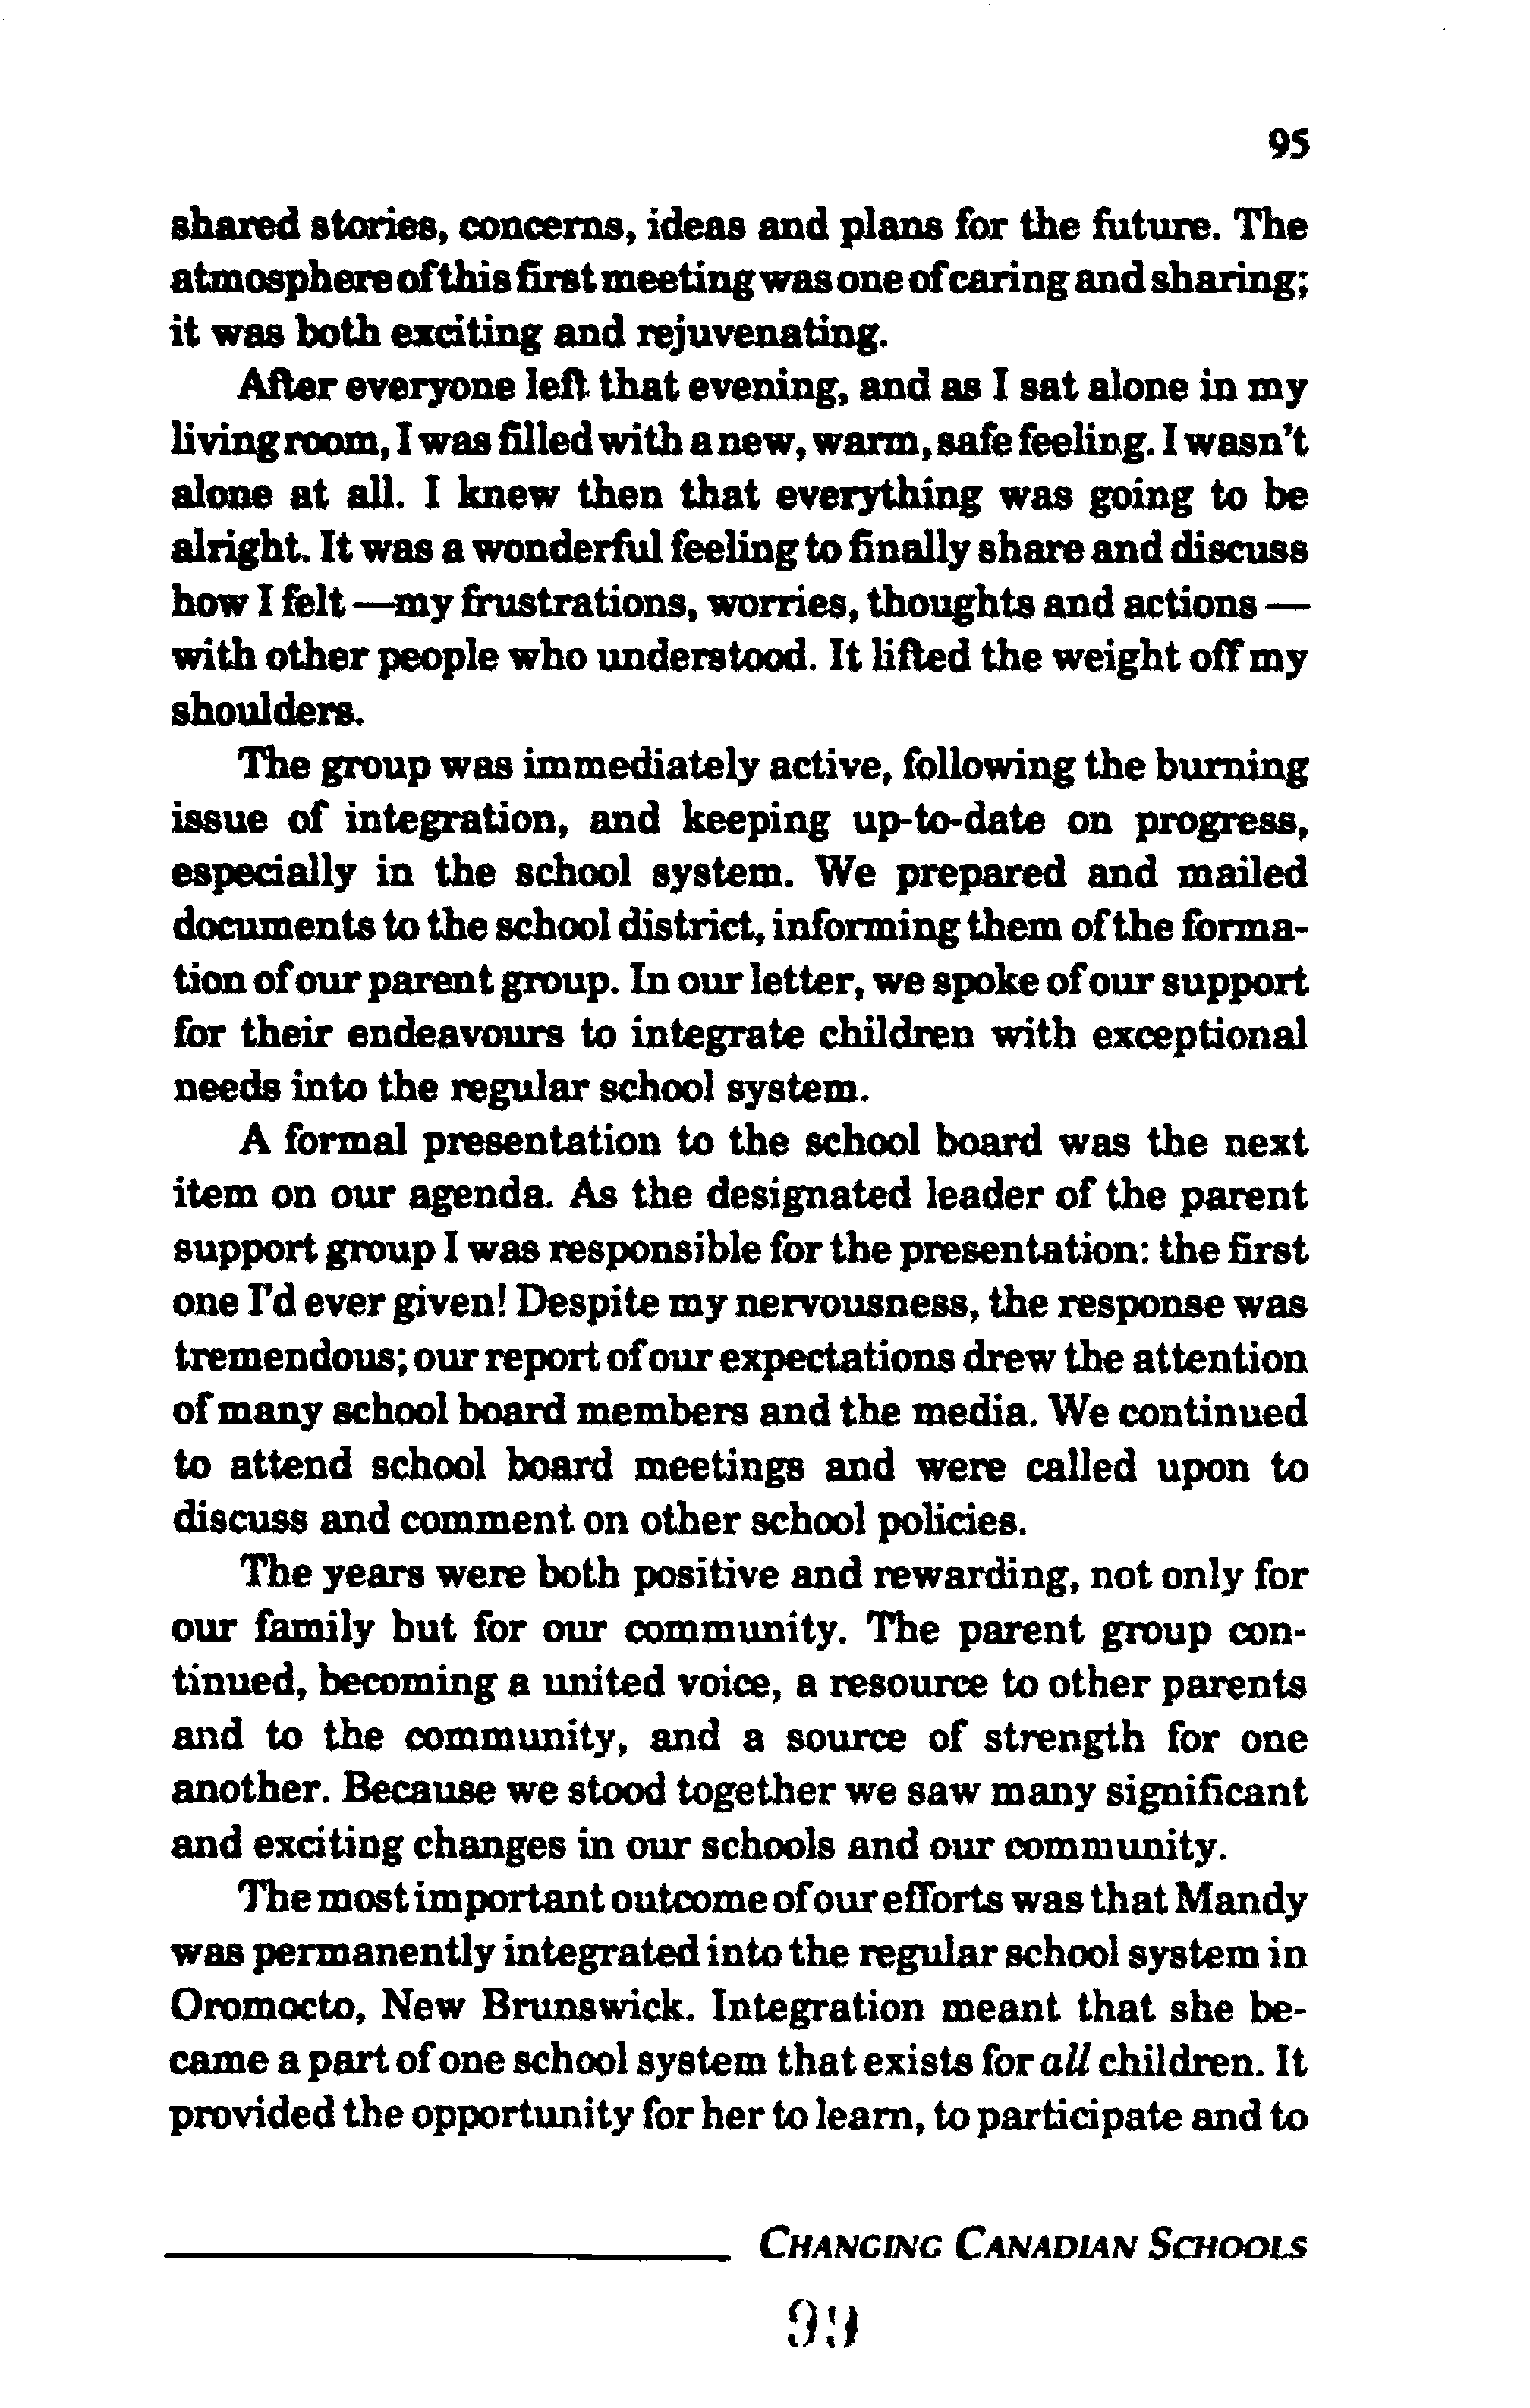 95
shared stories, concerns, ideas and plans for the future. The
atmosphere of this first meeting was one of caring and sharing;
it was both exciting and rejuvenating.
After everyone left that evening, and as I sat alone in my
living room, I was filled with a new, warm, safe feeling. I wasn't
alone at all. I knew then that everything was going to be
alright. It was a wonderful feeling to finally share and discuss
how I felt —my frustrations, worries, thoughts and actions —
with other people who understood. It lifted the weight off my
shoulders.
The group was immediately active, following the burning
issue of integration, and keeping up-to-date on progress,
especially in the school system. We prepared and mailed
documents to the school district, informing them of the forma-
tion of our parent group. In our letter, we spoke of our support
for their endeavours to integrate children with exceptional
needs into the regular school system.
A formal presentation to the school board was the next
item on our agenda. As the designated leader of the parent
support group I was responsible for the presentation: the first
one I'd ever given! Despite my nervousness, the response was
tremendous; our report of our expectations drew the attention
of many school board members and the media. We continued
to attend school board meetings and were called upon to
discuss and comment on other school policies.
The years were both positive and rewarding, not only for
our family but for our community. The parent group con-
tinued, becoming a united voice, a resource to other parents
and to the community, and a source of strength for one
another. Because we stood together we saw many significant
and exciting changes in our schools and our community.
The most important outcome of our efforts was that Mandy
was permanently integrated into the regular school system in
Oromocto, New Brunswick. Integration meant that she be-
came a part of one school system that exists for all children. It
provided the opportunity for her to learn, to participate and to
CHANGING CANADIAN SCHOOLS
99